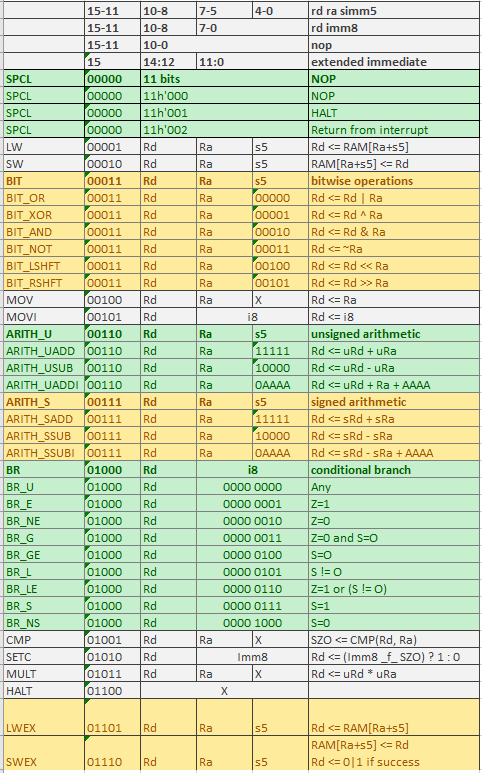 15-11 10-8 7-5 4-0 rd ra simm5
15-11 10-8 7-0 rd imm8
15-11 10-0 nop
15 14:12 11:0 extended immediate
SPCL 00000 11 bits NOP
SPCL 00000 11h'000 NOP
SPCL 00000 11h'001 HALT
SPCL 00000 11h'002 Return from interrupt
LW 00001 Rd Ra s5 Rd <= RAM[Ra+s5]
SW 00010 Rd Ra s5 RAM[Ra+s5] <= Rd
BIT 00011 Rd Ra s5 bitwise operations
BIT_OR 00011 Rd Ra 00000 Rd <= Rd | Ra
BIT_XOR 00011 Rd Ra 00001 Rd <= Rd ^ Ra
BIT_AND 00011 Rd Ra 00010 Rd <= Rd & Ra
BIT_NOT 00011 Rd Ra 00011 Rd <= ~Ra
BIT_LSHFT 00011 Rd Ra 00100 Rd <= Rd << Ra
BIT_RSHFT 00011 Rd Ra 00101 Rd <= Rd >> Ra
MOV 00100 Rd Ra X Rd <= Ra
MOVI 00101 Rd i8 Rd <= i8
ARITH_U 00110 Rd Ra s5 unsigned arithmetic
ARITH_UADD 00110 Rd Ra 11111 Rd <= uRd + uRa
ARITH_USUB 00110 Rd Ra 10000 Rd <= uRd - uRa
ARITH_UADDI 00110 Rd Ra 0AAAA Rd <= uRd + Ra + AAAA
ARITH_S 00111 Rd Ra s5 signed arithmetic
ARITH_SADD 00111 Rd Ra 11111 Rd <= sRd + sRa
ARITH_SSUB 00111 Rd Ra 10000 Rd <= sRd - sRa
ARITH_SSUBI 00111 Rd Ra 0AAAA Rd <= sRd - sRa + AAAA
BR 01000 Rd i8 conditional branch
BR_U 01000 Rd 0000 0000 Any
BR_E 01000 Rd 0000 0001 Z=1
BR_NE 01000 Rd 0000 0010 Z=0
BR_G 01000 Rd 0000 0011 Z=0 and S=O
BR_GE 01000 Rd 0000 0100 S=O
BR_L 01000 Rd 0000 0101 S != O
BR_LE 01000 Rd 0000 0110 Z=1 or (S != O)
BR_S 01000 Rd 0000 0111 S=1
BR_NS 01000 Rd 0000 1000 S=0
CMP 01001 Rd Ra X SZO <= CMP(Rd, Ra)
SETC 01010 Rd Imm8 Rd <= (Imm8 _f_ SZO) ? 1 : 0
MULT 01011 Rd Ra X Rd <= uRd * uRa
HALT 01100 X
LWEX 01101 Rd Ra s5 Rd <= RAM[Ra+s5]
RAM[Ra+s5] <= Rd
SWEX 01110 Rd Ra s5 Rd <= 0|1 if success